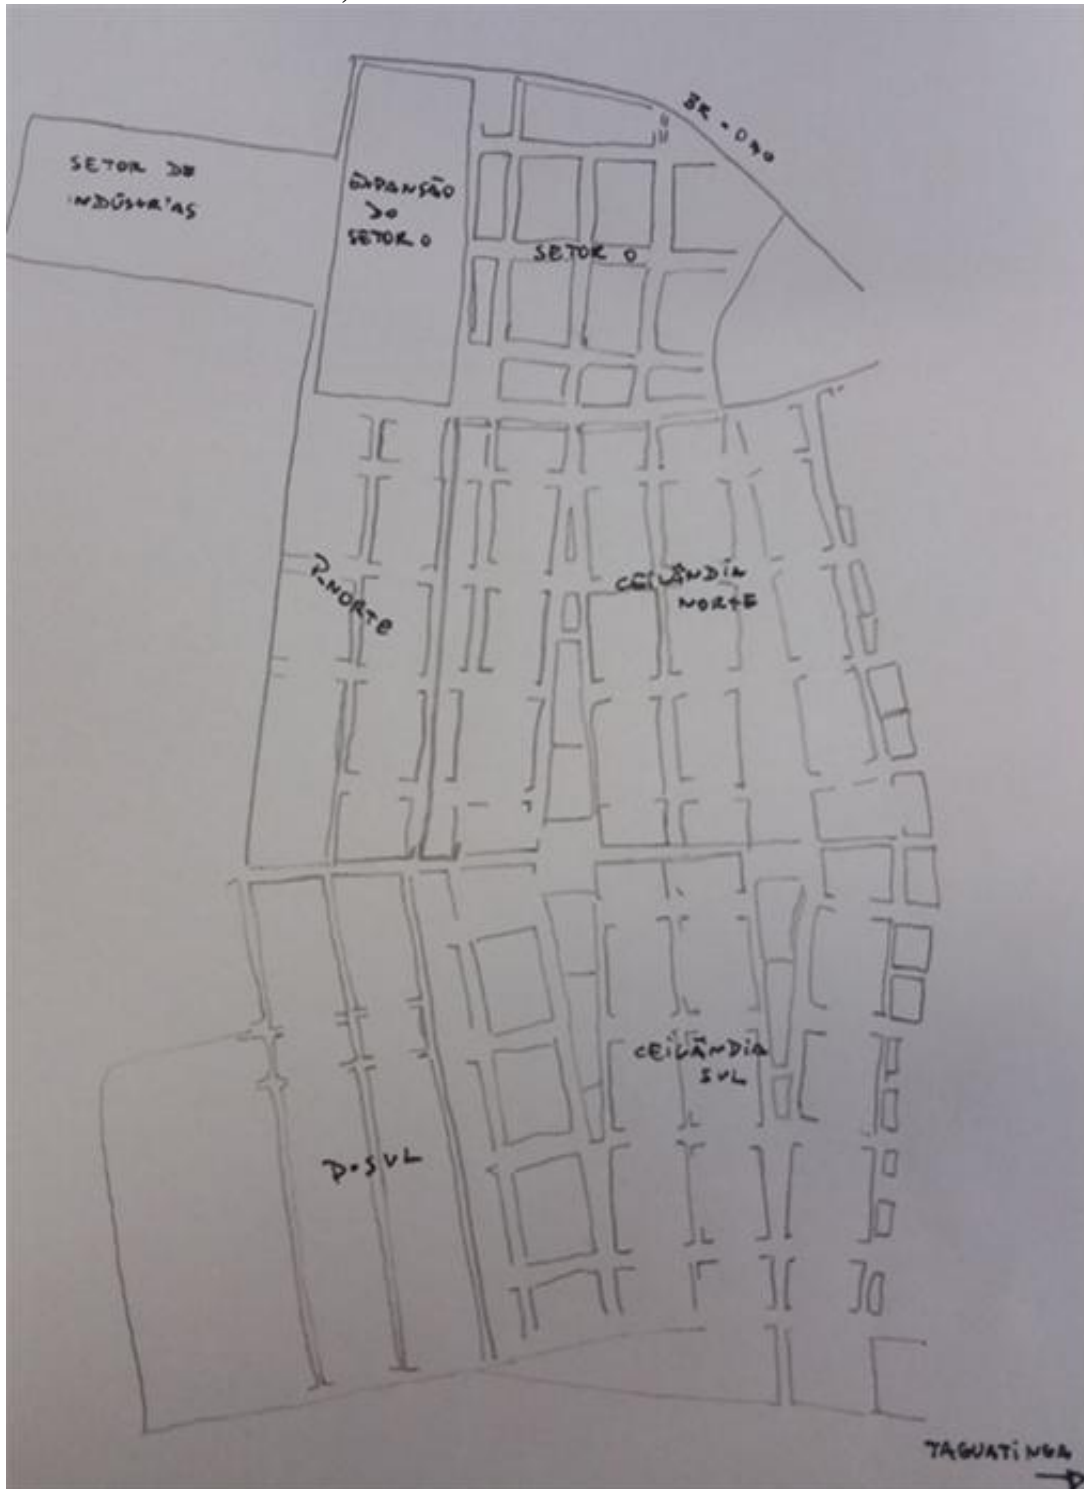 BR-070
SETOR DE
INDÚSTRIAS
EXPANSÃO
DO
SETOR O
SETOR O
P-NORTE
CEILÂNDIA
NORTE
CEILÂNDIA
SUL
P-SUL
TAGUATINGA